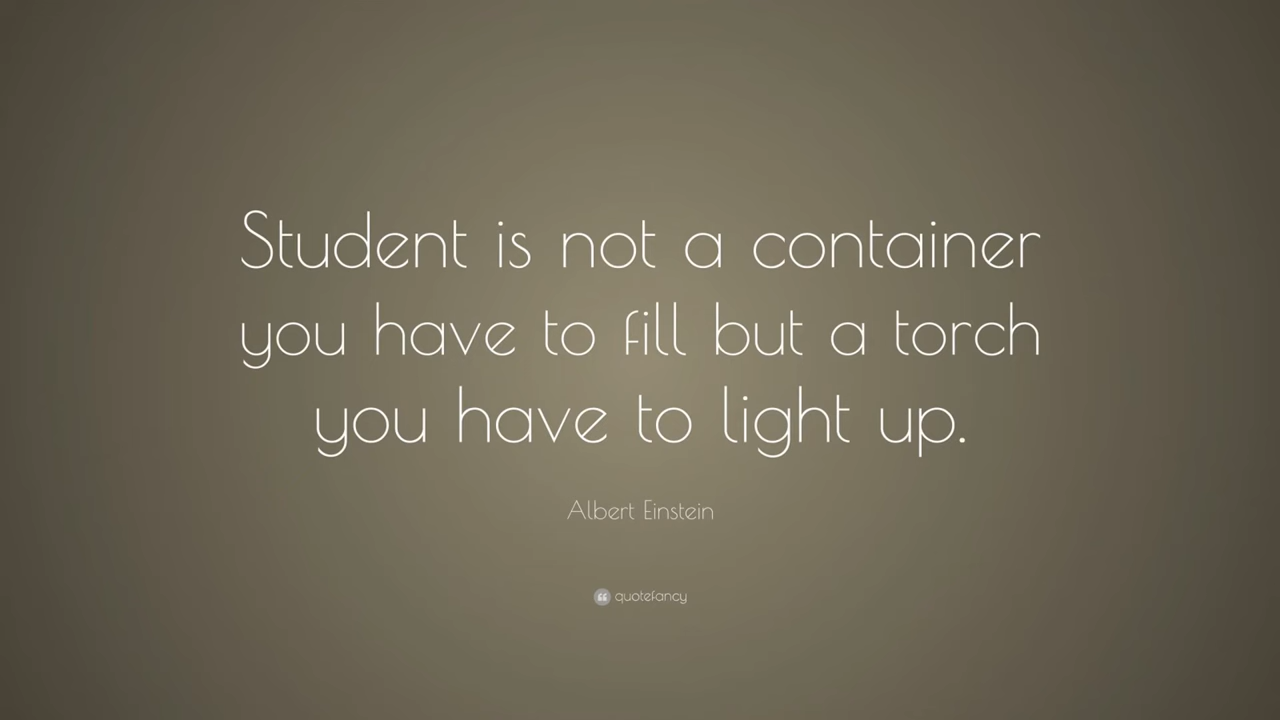 Student is not a container
you have to fill but a torch
you have to light up.
Albert Einstein
quotefancy